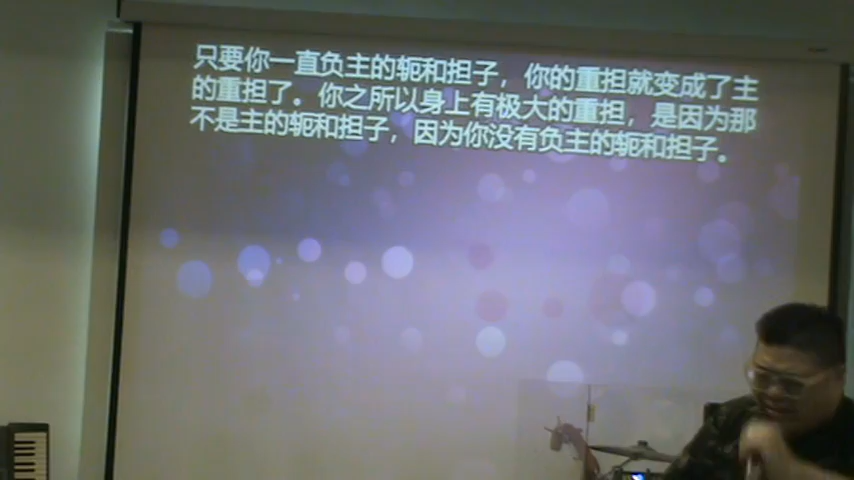 只要你一直负主的轭和担子，你的重担就变成了主
的重担了。你之所以身上有极大的重担，是因为那
不是主的轭和担子，因为你没有负主的轭和担子。